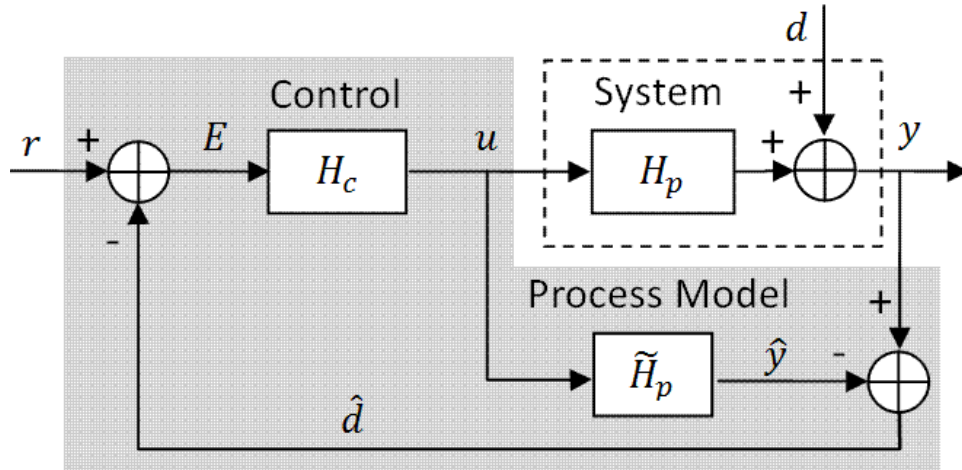 d
Control
System
+
r
+
E
u
+
y
H_c
H_p
-
Process Model
+
H̃_p
ŷ
-
d̂